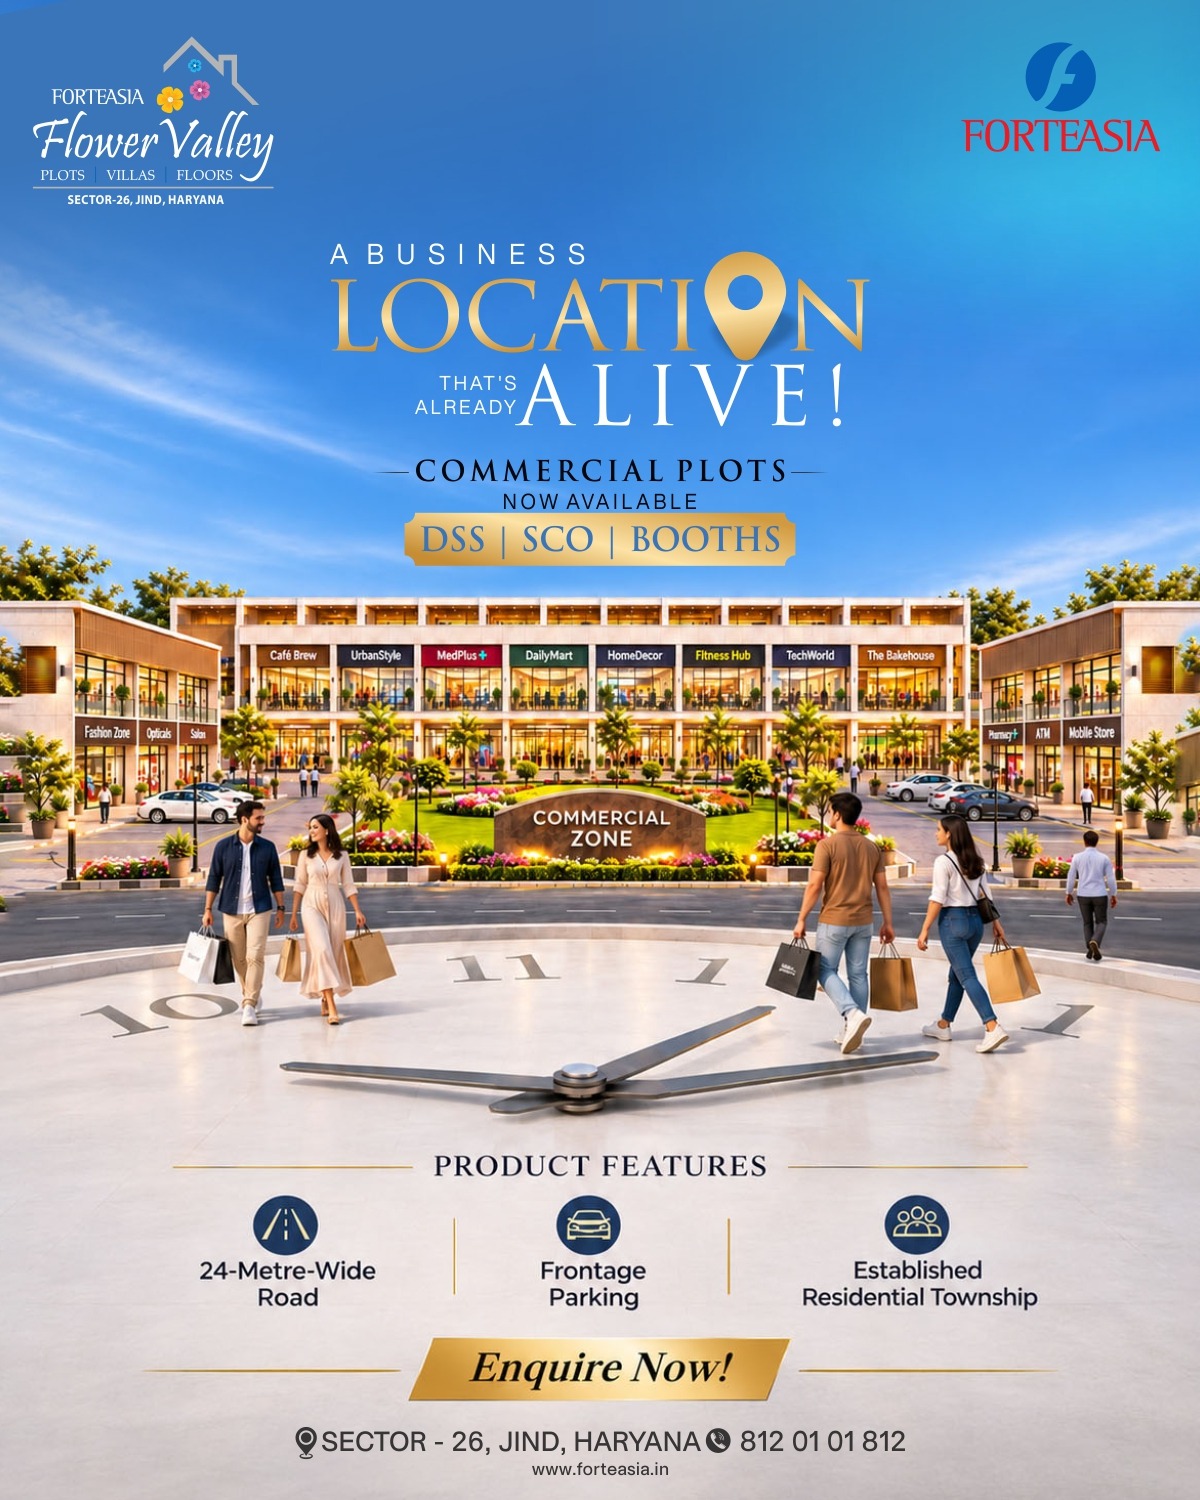 FORTEASIA
Flower Valley
PLOTS | VILLAS | FLOORS
SECTOR-26, JIND, HARYANA
FORTEASIA
A BUSINESS
LOCATION
THAT'S
ALREADY
ALIVE!
COMMERCIAL PLOTS
NOW AVAILABLE
DSS | SCO | BOOTHS
Café Brew
UrbanStyle
MedPlus
DailyMart
HomeDecor
Fitness Hub
TechWorld
The Bakehouse
Fashion Zone
Opticals
Salon
Pharmacy
ATM
Mobile Store
COMMERCIAL
ZONE
10
11
1
1
PRODUCT FEATURES
24-Metre-Wide
Road
Frontage
Parking
Established
Residential Township
Enquire Now!
SECTOR - 26, JIND, HARYANA 812 01 01 812
www.forteasia.in